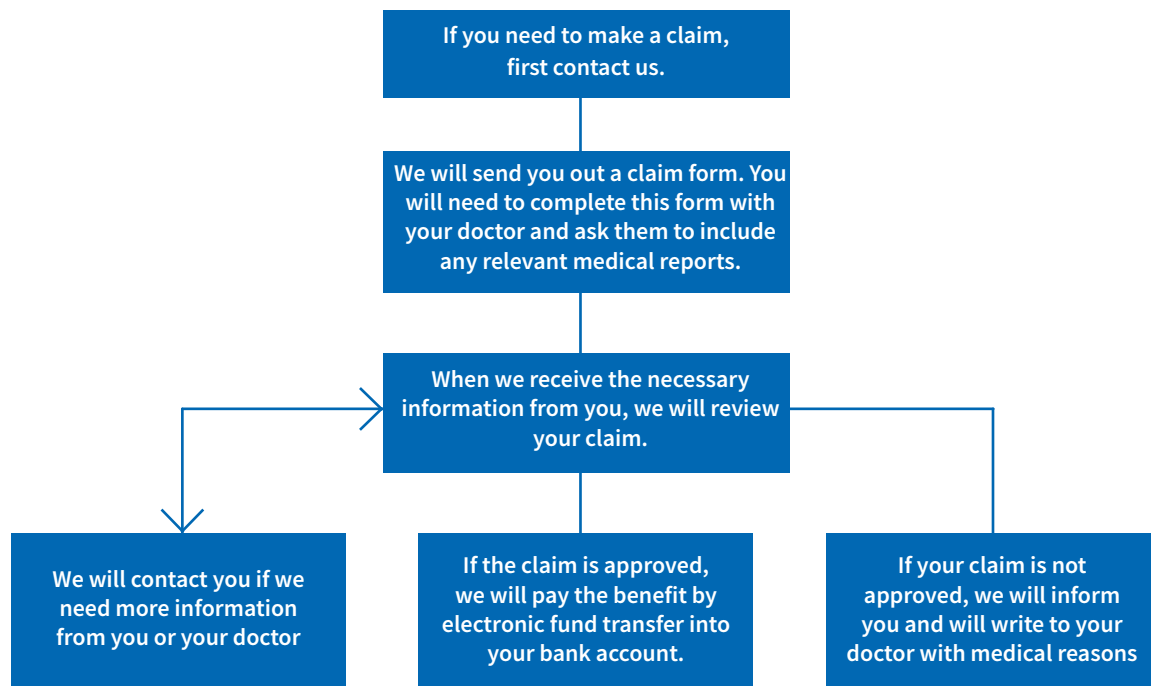 If you need to make a claim,
first contact us.
We will send you out a claim form. You
will need to complete this form with
your doctor and ask them to include
any relevant medical reports.
When we receive the necessary
information from you, we will review
your claim.
We will contact you if we
need more information
from you or your doctor
If the claim is approved,
we will pay the benefit by
electronic fund transfer into
your bank account.
If your claim is not
approved, we will inform
you and will write to your
doctor with medical reasons